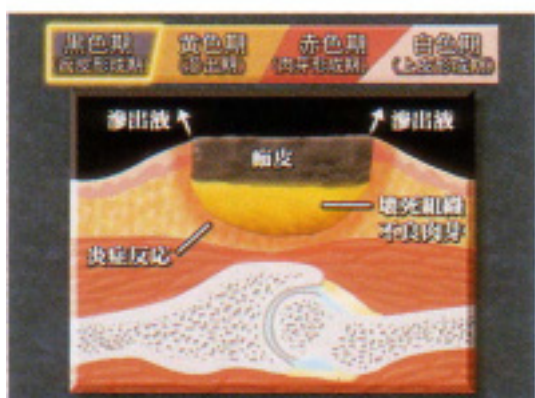 黒色期
(痂皮形成期)
黄色期
(滲出期)
赤色期
(肉芽形成期)
白色期
(上皮形成期)
滲出液
滲出液
痂皮
壊死組織
不良肉芽
炎症反応